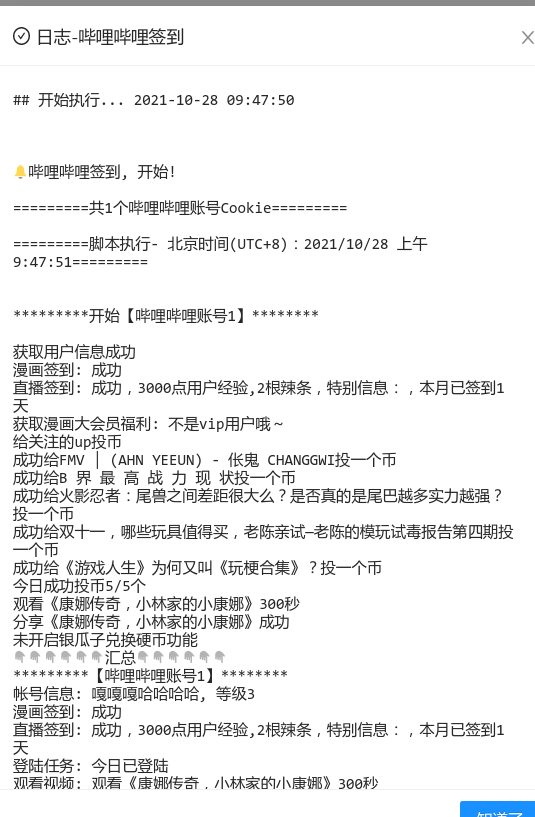 日志-哔哩哔哩签到
## 开始执行... 2021-10-28 09:47:50
🔔哔哩哔哩签到, 开始!
=========共1个哔哩哔哩账号Cookie=========
=========脚本执行- 北京时间(UTC+8)：2021/10/28 上午
9:47:51=========
*********开始【哔哩哔哩账号1】********
获取用户信息成功
漫画签到: 成功
直播签到: 成功，3000点用户经验,2根辣条，特别信息：，本月已签到1
天
获取漫画大会员福利: 不是vip用户哦～
给关注的up投币
成功给FMV │ (AHN YEEUN) - 伥鬼 CHANGGWI投一个币
成功给B 界 最 高 战 力 现 状投一个币
成功给火影忍者：尾兽之间差距很大么？是否真的是尾巴越多实力越强？
投一个币
成功给双十一，哪些玩具值得买，老陈亲试—老陈的模玩试毒报告第四期投
一个币
成功给《游戏人生》为何又叫《玩梗合集》？投一个币
今日成功投币5/5个
观看《康娜传奇，小林家的小康娜》300秒
分享《康娜传奇，小林家的小康娜》成功
未开启银瓜子兑换硬币功能
👇👇👇👇👇👇汇总👇👇👇👇👇👇
*********【哔哩哔哩账号1】********
帐号信息: 嘎嘎嘎哈哈哈哈, 等级3
漫画签到: 成功
直播签到: 成功，3000点用户经验,2根辣条，特别信息：，本月已签到1
天
登陆任务: 今日已登陆
观看视频: 观看《康娜传奇，小林家的小康娜》300秒
知道了